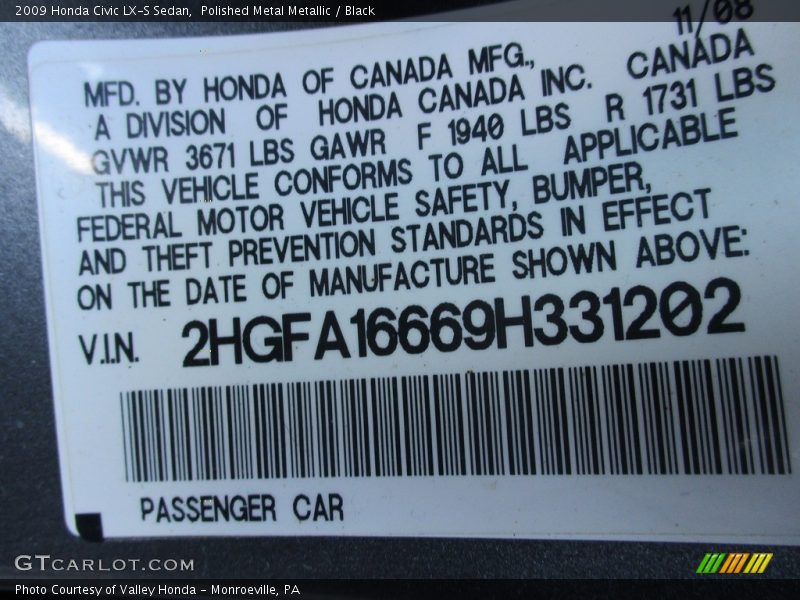 2009 Honda Civic LX-S Sedan,  Polished Metal Metallic / Black
11/08
MFD. BY HONDA OF CANADA MFG.,
A DIVISION OF HONDA CANADA INC. CANADA
GVWR 3671 LBS GAWR F 1940 LBS R 1731 LBS
THIS VEHICLE CONFORMS TO ALL APPLICABLE
FEDERAL MOTOR VEHICLE SAFETY, BUMPER,
AND THEFT PREVENTION STANDARDS IN EFFECT
ON THE DATE OF MANUFACTURE SHOWN ABOVE:
V.I.N. 2HGFA16669H331202
PASSENGER CAR
GTCARLOT.COM
Photo Courtesy of Valley Honda - Monroeville, PA